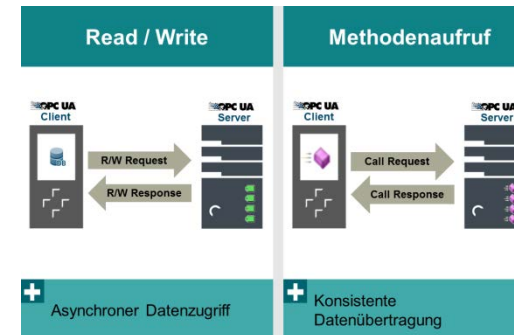 Read / Write
OPC UA
Client
OPC UA
Server
R/W Request
R/W Response
Asynchroner Datenzugriff
Methodenaufruf
OPC UA
Client
OPC UA
Server
Call Request
Call Response
Konsistente
Datenübertragung